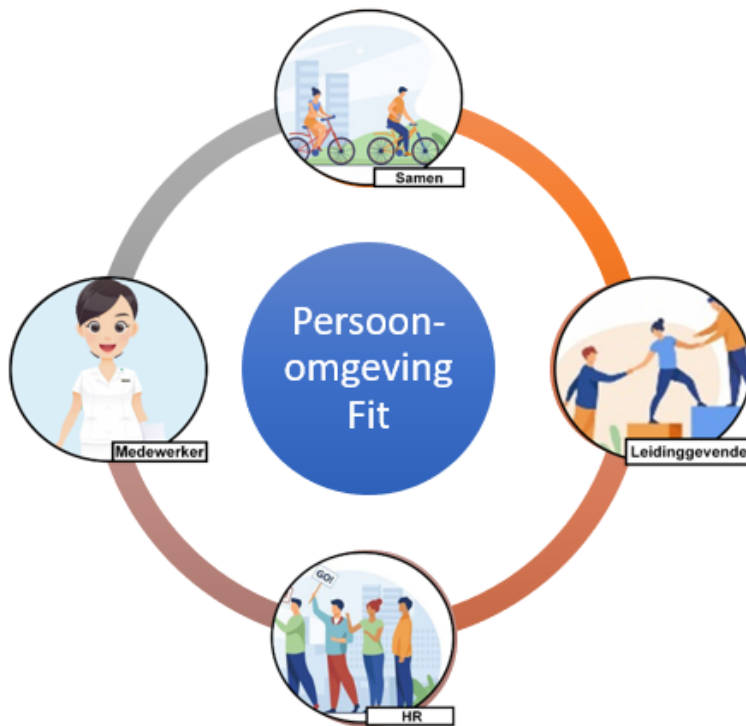 Samen
Persoon-
omgeving
Fit
Medewerker
Leidinggevende
GO!
HR